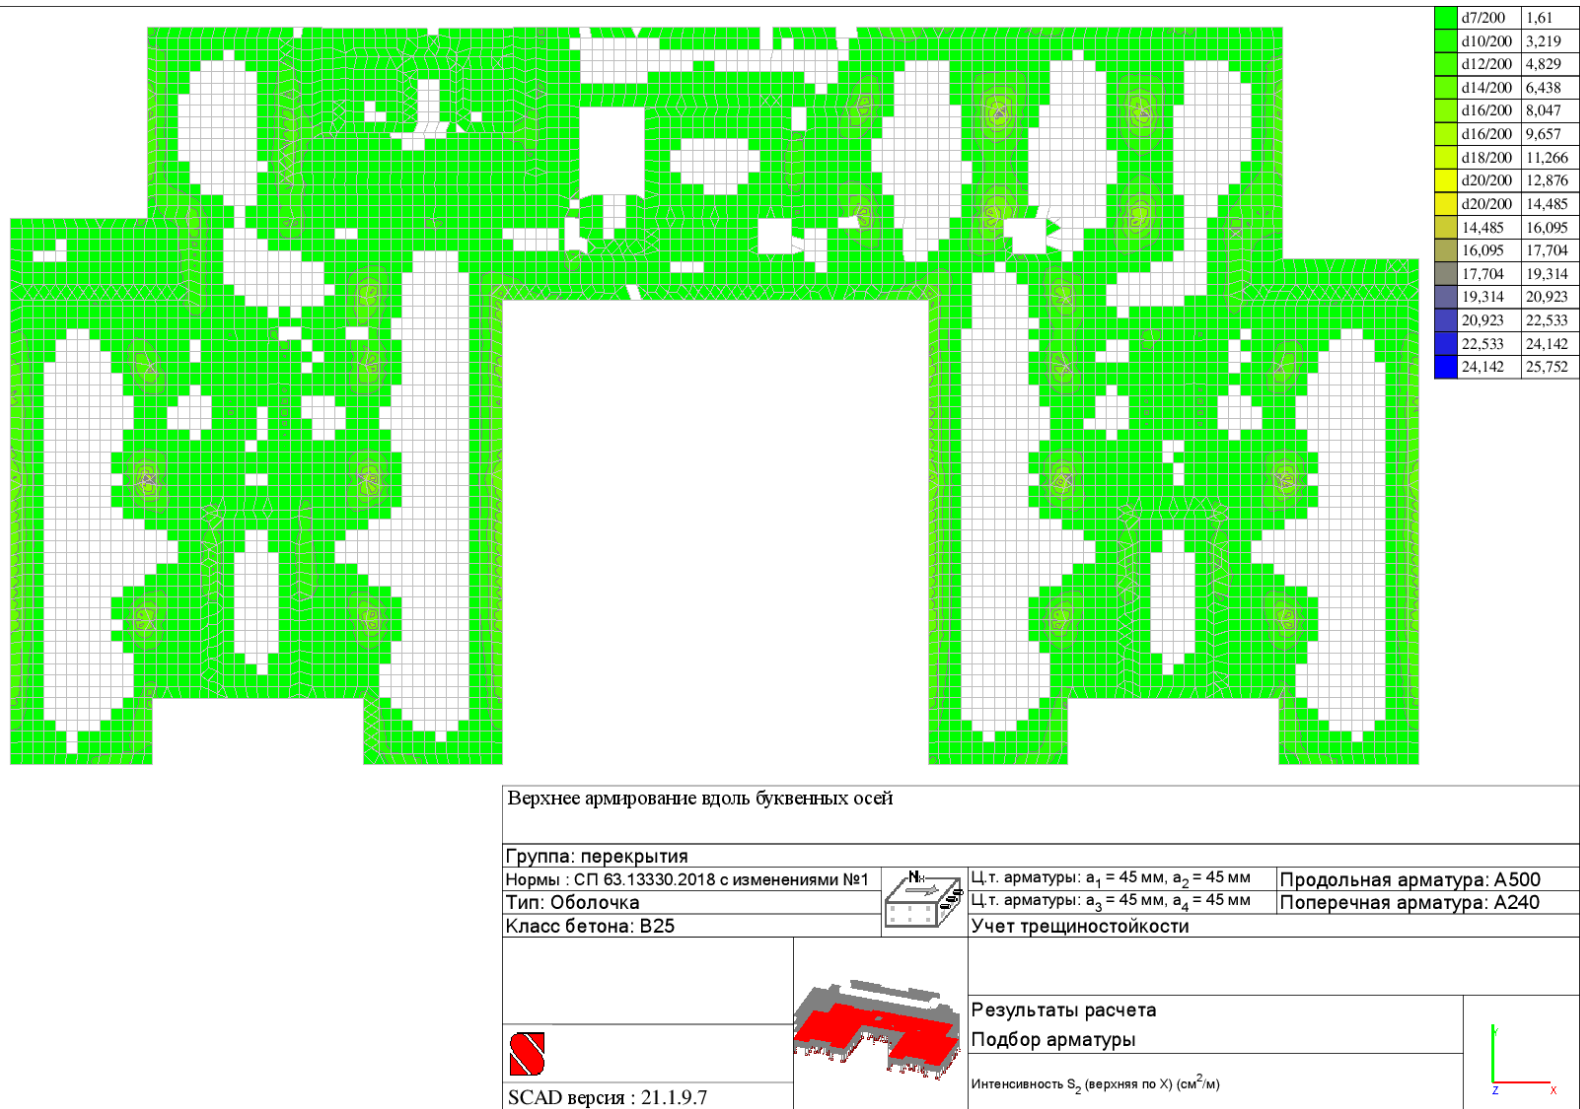 d7/200 1,61
d10/200 3,219
d12/200 4,829
d14/200 6,438
d16/200 8,047
d16/200 9,657
d18/200 11,266
d20/200 12,876
d20/200 14,485
14,485 16,095
16,095 17,704
17,704 19,314
19,314 20,923
20,923 22,533
22,533 24,142
24,142 25,752
Верхнее армирование вдоль буквенных осей
Группа: перекрытия
Нормы : СП 63.13330.2018 с изменениями №1
Тип: Оболочка
Класс бетона: B25
Ц.т. арматуры: a₁ = 45 мм, a₂ = 45 мм
Продольная арматура: A500
Ц.т. арматуры: a₃ = 45 мм, a₄ = 45 мм
Поперечная арматура: A240
Учет трещиностойкости
Результаты расчета
Подбор арматуры
Интенсивность S₂ (верхняя по X) (см²/м)
SCAD версия : 21.1.9.7
Y
Z X